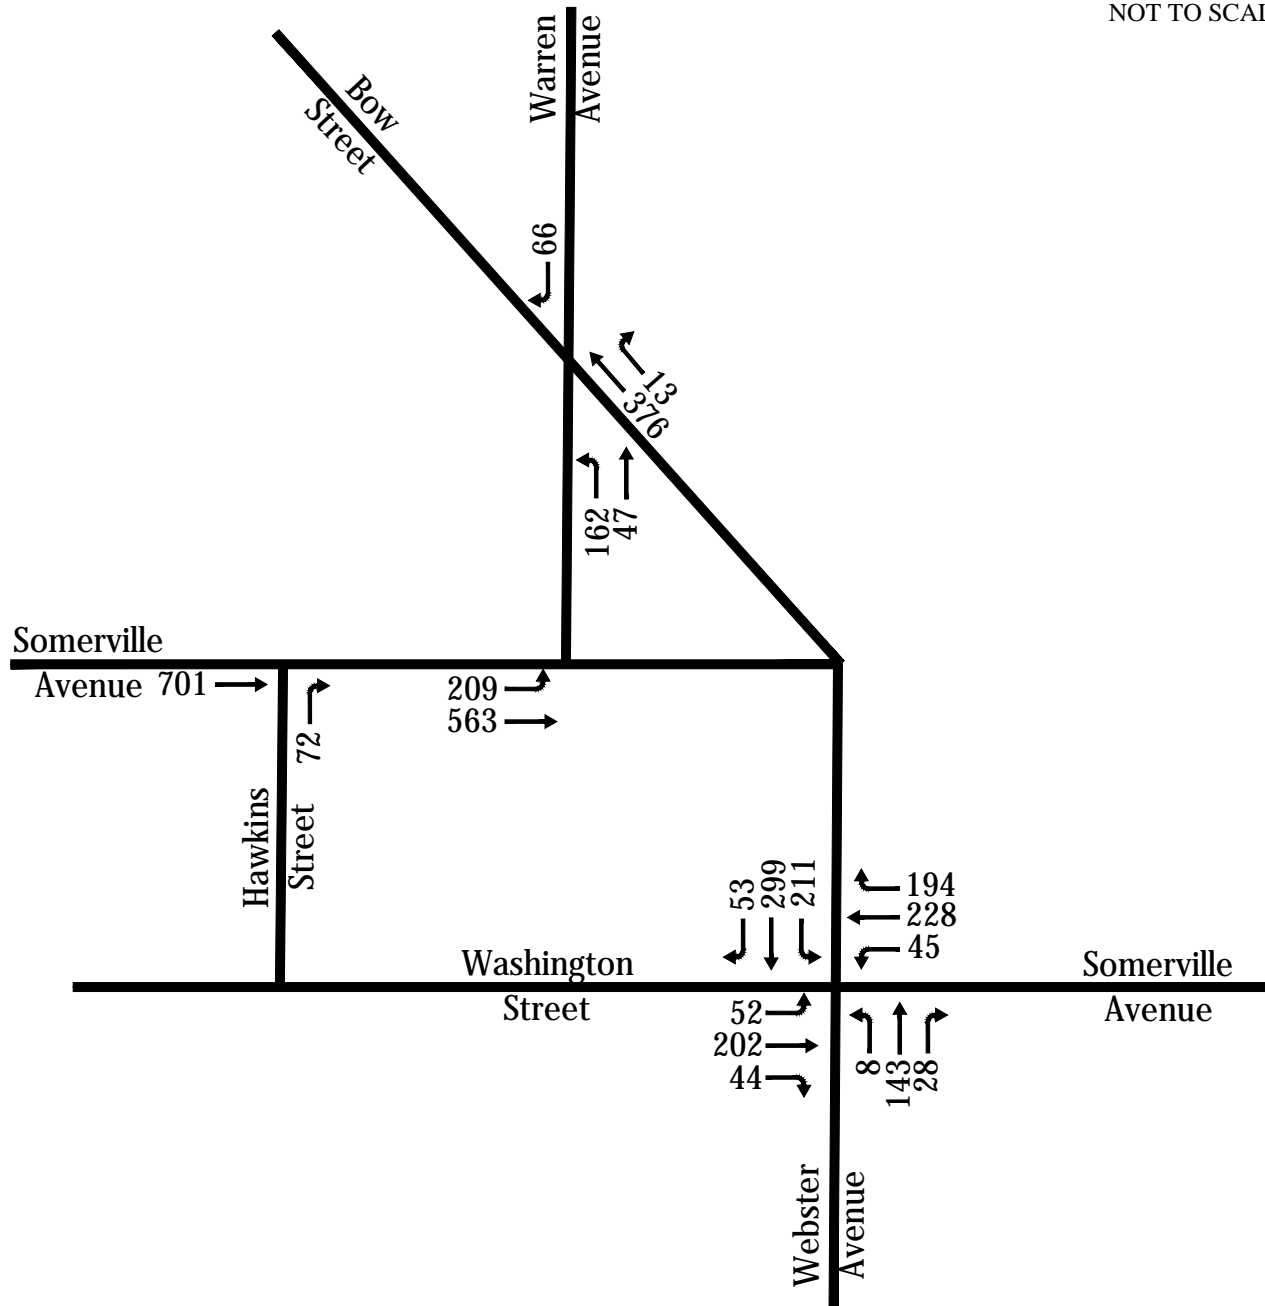 NOT TO SCAL
Warren
Avenue
Bow
Street
66
13
376
162
47
Somerville
Avenue 701
209
563
72
Hawkins
Street
53
299
211
194
228
45
Washington
Street
Somerville
Avenue
52
202
44
8
143
28
Webster
Avenue